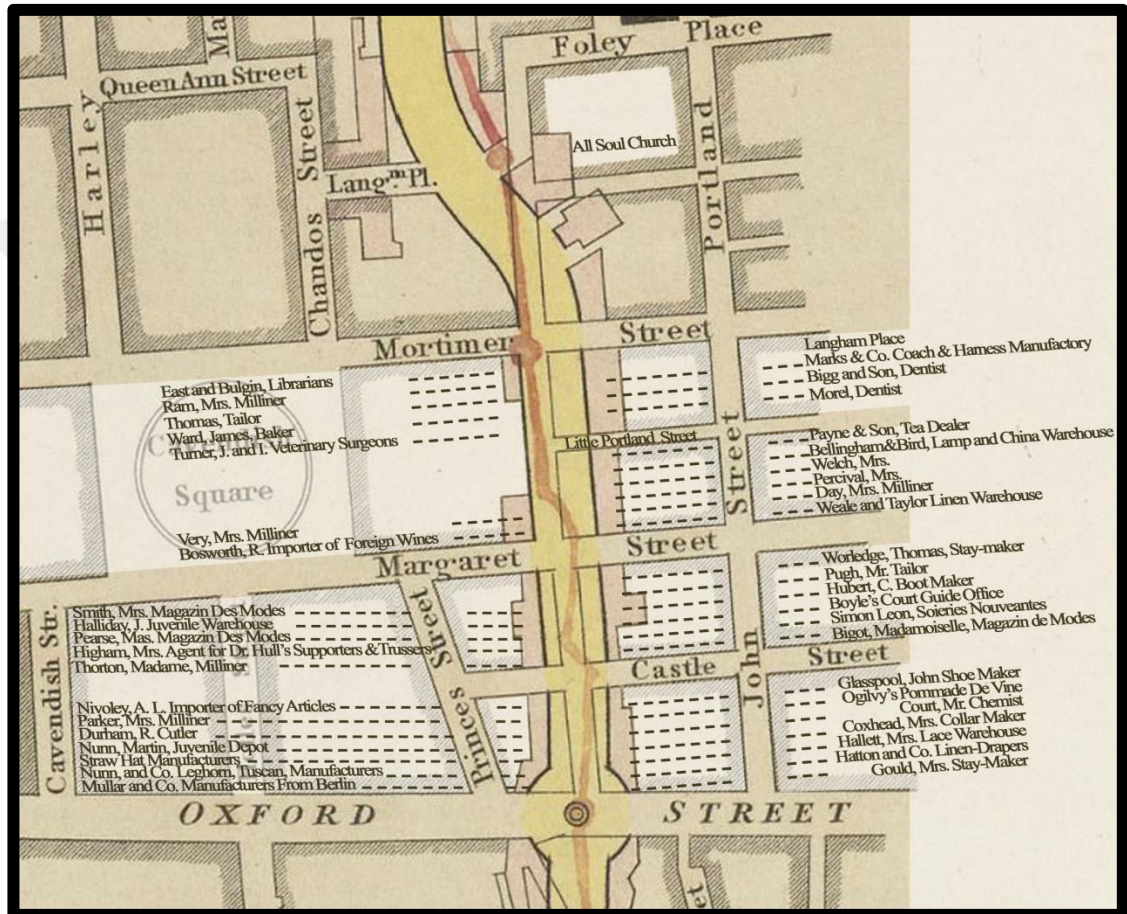 Foley Place
Ma
Queen Ann Street
Harley
Chandos Street
Portland Street
All Soul Church
Lang.m Pl.
Mortimer Street
Langham Place
Marks & Co. Coach & Harness Manufactory
Bigg and Son, Dentist
Morel, Dentist
East and Bulgin, Librarians
Ram, Mrs. Milliner
Thomas, Tailor
Ward, James, Baker
Turner, J. and I. Veterinary Surgeons
Cavendish
Square
Little Portland Street
Payne & Son, Tea Dealer
Bellingham&Bird, Lamp and China Warehouse
Welch, Mrs.
Percival, Mrs.
Day, Mrs. Milliner
Weale and Taylor Linen Warehouse
Very, Mrs. Milliner
Bosworth, R. Importer of Foreign Wines
Margaret Street
Worledge, Thomas, Stay-maker
Pugh, Mr. Tailor
Hubert, C. Boot Maker
Boyle's Court Guide Office
Simon Leon, Soieries Nouveantes
Bigot, Madamoiselle, Magazin de Modes
Cavendish Str.
Princes Street
John
Smith, Mrs. Magazin Des Modes
Halliday, J. Juvenile Warehouse
Pearse, Mas. Magazin Des Modes
Higham, Mrs. Agent for Dr. Hull's Supporters & Trussers
Thorton, Madame, Milliner
Castle Street
Glasspool, John Shoe Maker
Ogilvy's Pommade De Vine
Court, Mr. Chemist
Coxhead, Mrs. Collar Maker
Hallett, Mrs. Lace Warehouse
Hatton and Co. Linen-Drapers
Gould, Mrs. Stay-Maker
Nivoley, A. L. Importer of Fancy Articles
Parker, Mrs. Milliner
Durham, R. Cutler
Nunn, Martin, Juvenile Depot
Straw Hat Manufacturers
Nunn, and Co. Leghorn, Tuscan, Manufacturers
Mullar and Co. Manufacturers From Berlin
OXFORD STREET
et